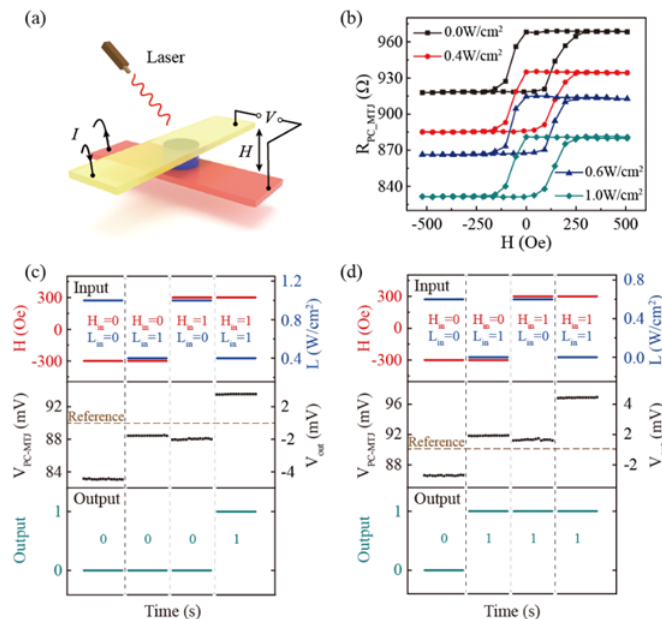 (a)
Laser
I
V
H
(b)
R_PC_MTJ (Ω)
960
930
900
870
840
0.0W/cm²
0.4W/cm²
0.6W/cm²
1.0W/cm²
-500 -250 0 250 500
H (Oe)
(c)
Input
H (Oe)
300
0
-300
H_in=0 H_in=0 H_in=1 H_in=1
L_in=0 L_in=1 L_in=0 L_in=1
1.2
0.8
0.4
L (W/cm²)
V_PC-MTJ (mV)
92
88
84
Reference
2
0
-2
-4
V_out (mV)
Output
Output
1
0
0 0 0 1
Time (s)
(d)
Input
H (Oe)
300
0
-300
H_in=0 H_in=0 H_in=1 H_in=1
L_in=0 L_in=1 L_in=0 L_in=1
0.8
0.4
0.0
L (W/cm²)
V_PC-MTJ (mV)
96
92
88
Reference
4
2
0
-2
(mV)
Output
Output
1
0
0 1 1 1
Time (s)